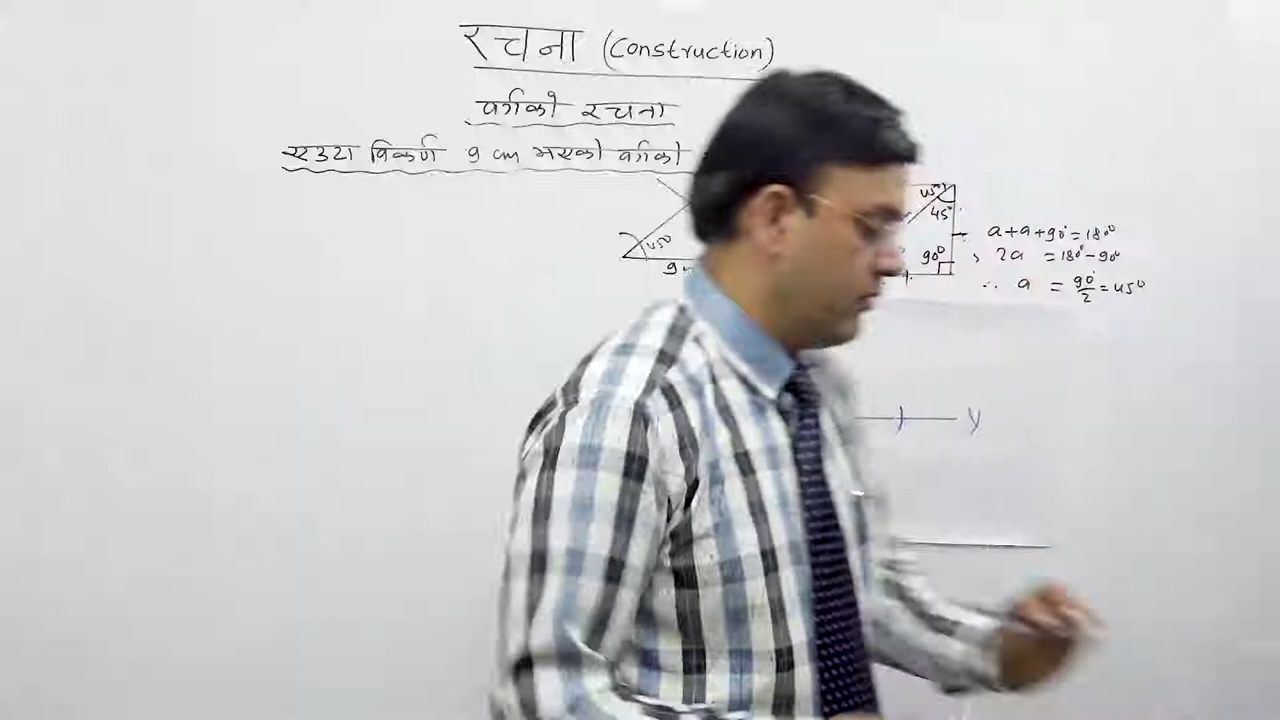 रचना (Construction)
वर्गको रचना
एउटा विकर्ण 9 cm भएको वर्गको
45°
9
45°
45°
90°
a+a+90°=180°
2a = 180°-90°
∴ a = 90°/2 = 45°
y